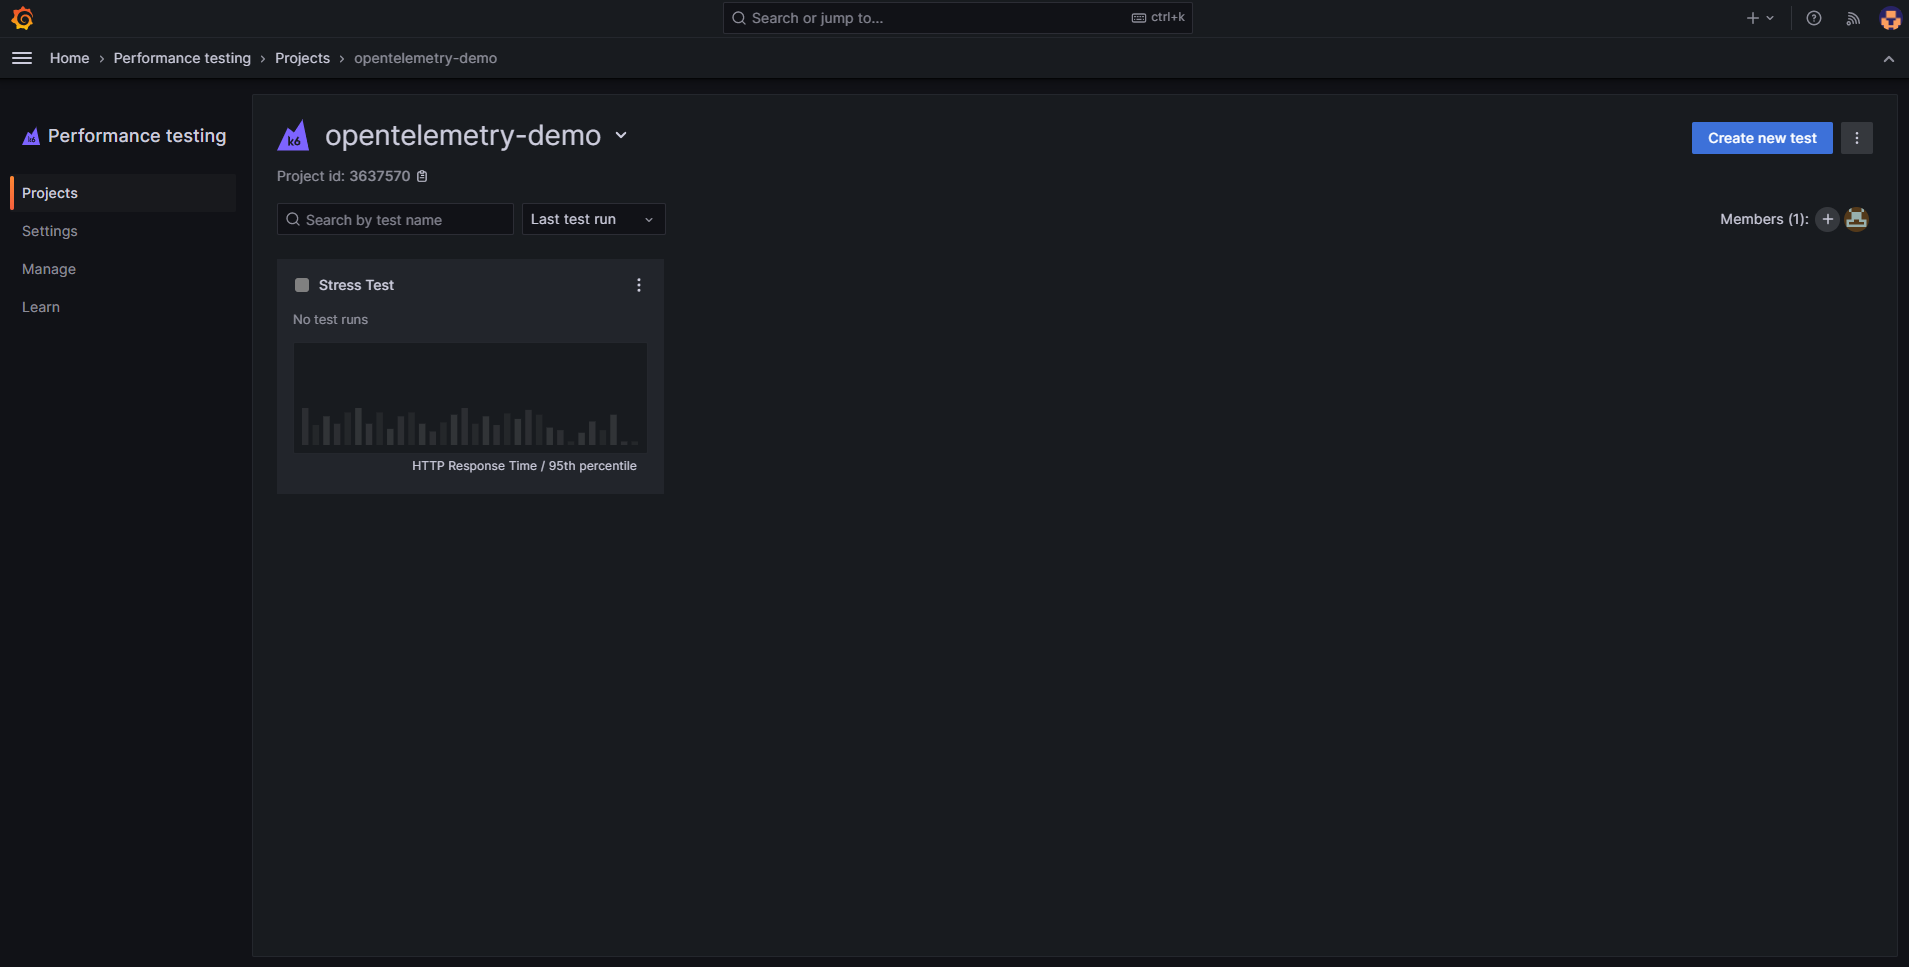 Search or jump to... ctrl+k
Home › Performance testing › Projects › opentelemetry-demo
Performance testing
Projects
Settings
Manage
Learn
k6 opentelemetry-demo
Create new test
Project id: 3637570
Search by test name
Last test run
Members (1):
Stress Test
No test runs
HTTP Response Time / 95th percentile